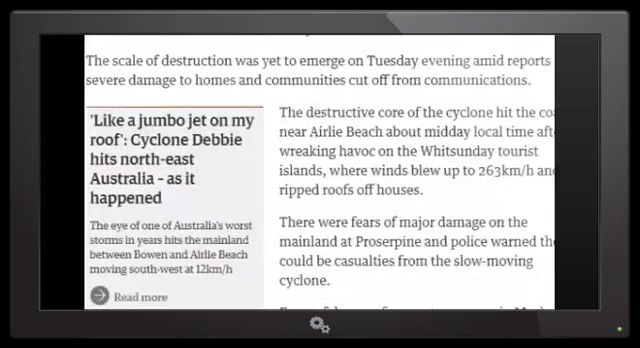 The scale of destruction was yet to emerge on Tuesday evening amid reports
severe damage to homes and communities cut off from communications.
'Like a jumbo jet on my
roof': Cyclone Debbie
hits north-east
Australia – as it
happened
The eye of one of Australia's worst
storms in years hits the mainland
between Bowen and Airlie Beach
moving south-west at 12km/h
Read more
The destructive core of the cyclone hit the
near Airlie Beach about midday local time
wreaking havoc on the Whitsunday tourist
islands, where winds blew up to 263km/h
ripped roofs off houses.
There were fears of major damage on the
mainland at Proserpine and police warned
could be casualties from the slow-moving
cyclone.